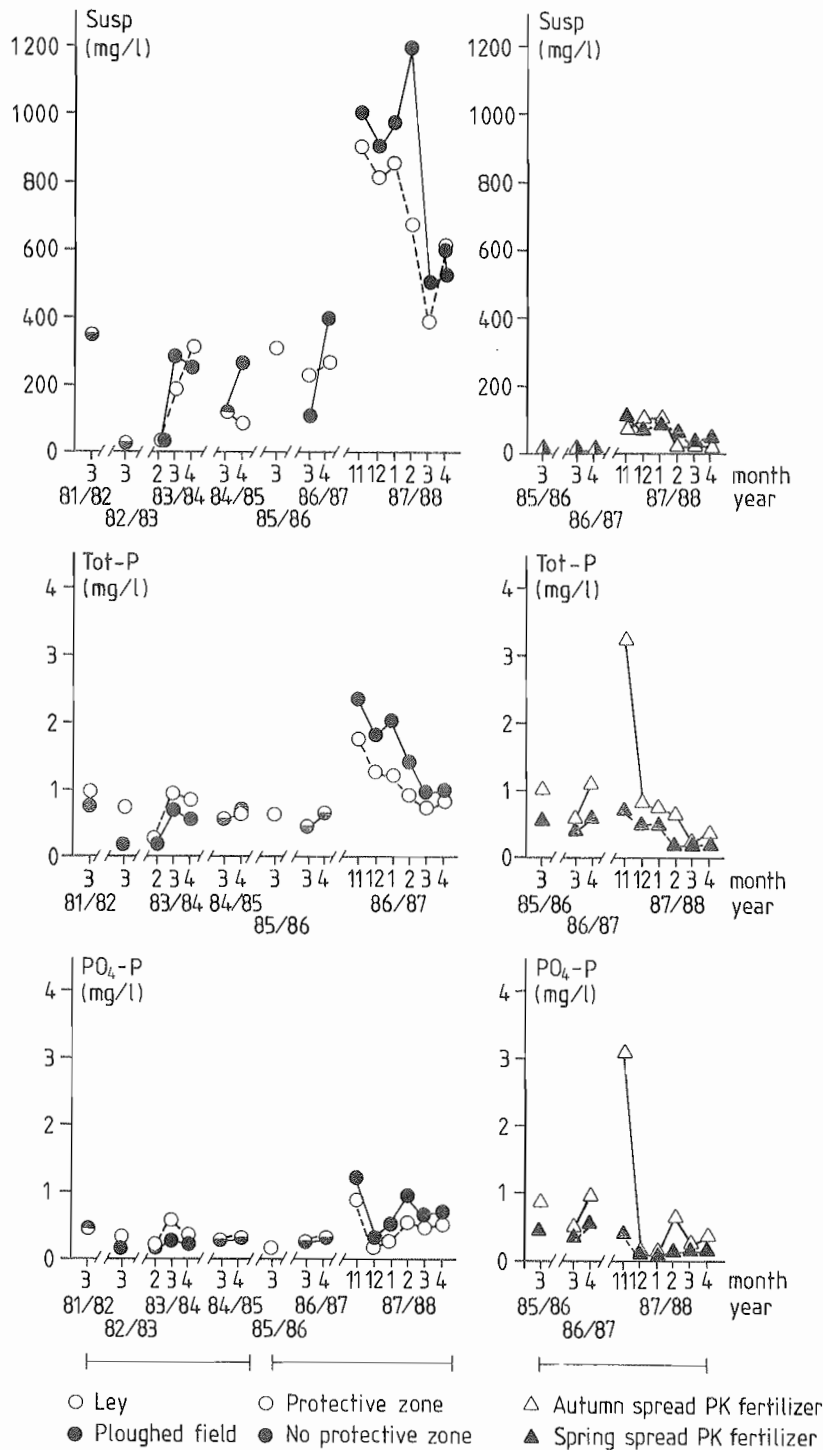 Susp
(mg/l)
1200
1000
800
600
400
200
0
3 3 2 3 4 3 4 3 3 4 11 12 1 2 3 4
81/82 83/84 84/85 86/87 87/88
82/83 85/86
Susp
(mg/l)
1200
1000
800
600
400
200
0
3 3 4 11 12 1 2 3 4 month
85/86 87/88 year
86/87
Tot-P
(mg/l)
4
3
2
1
0
3 3 2 3 4 3 4 3 3 4 11 12 1 2 3 4
81/82 83/84 84/85 86/87
82/83 85/86
Tot-P
(mg/l)
4
3
2
1
0
3 3 4 11 12 1 2 3 4 month
85/86 87/88 year
86/87
PO₄-P
(mg/l)
4
3
2
1
0
3 3 2 3 4 3 4 3 3 4 11 12 1 2 3 4
81/82 83/84 84/85 86/87 87/88
82/83 85/86
PO₄-P
(mg/l)
4
3
2
1
0
3 3 4 11 12 1 2 3 4 month
85/86 87/88 year
86/87
Ley
Ploughed field
Protective zone
No protective zone
Autumn spread PK fertilizer
Spring spread PK fertilizer